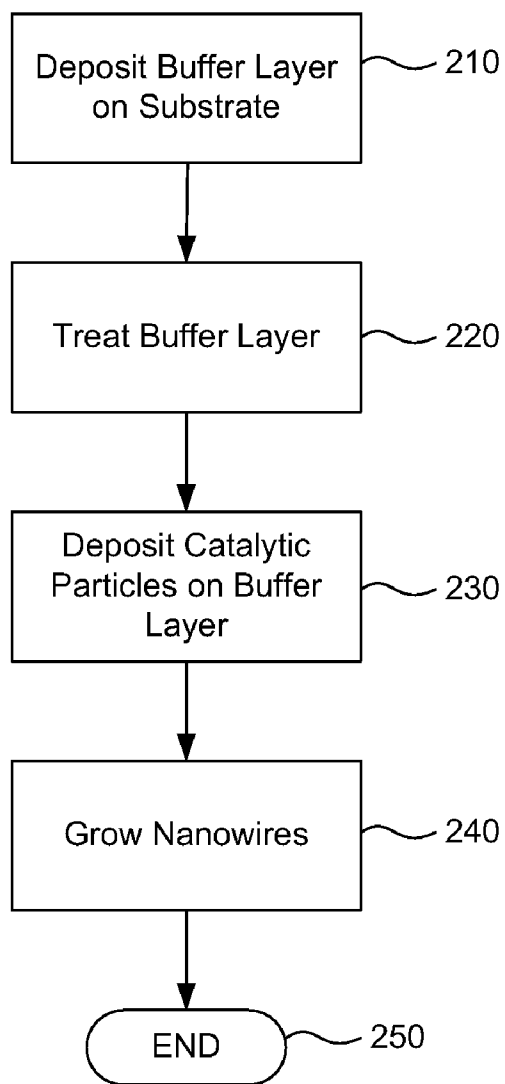 Deposit Buffer Layer
on Substrate
210
Treat Buffer Layer
220
Deposit Catalytic
Particles on Buffer
Layer
230
Grow Nanowires
240
END
250